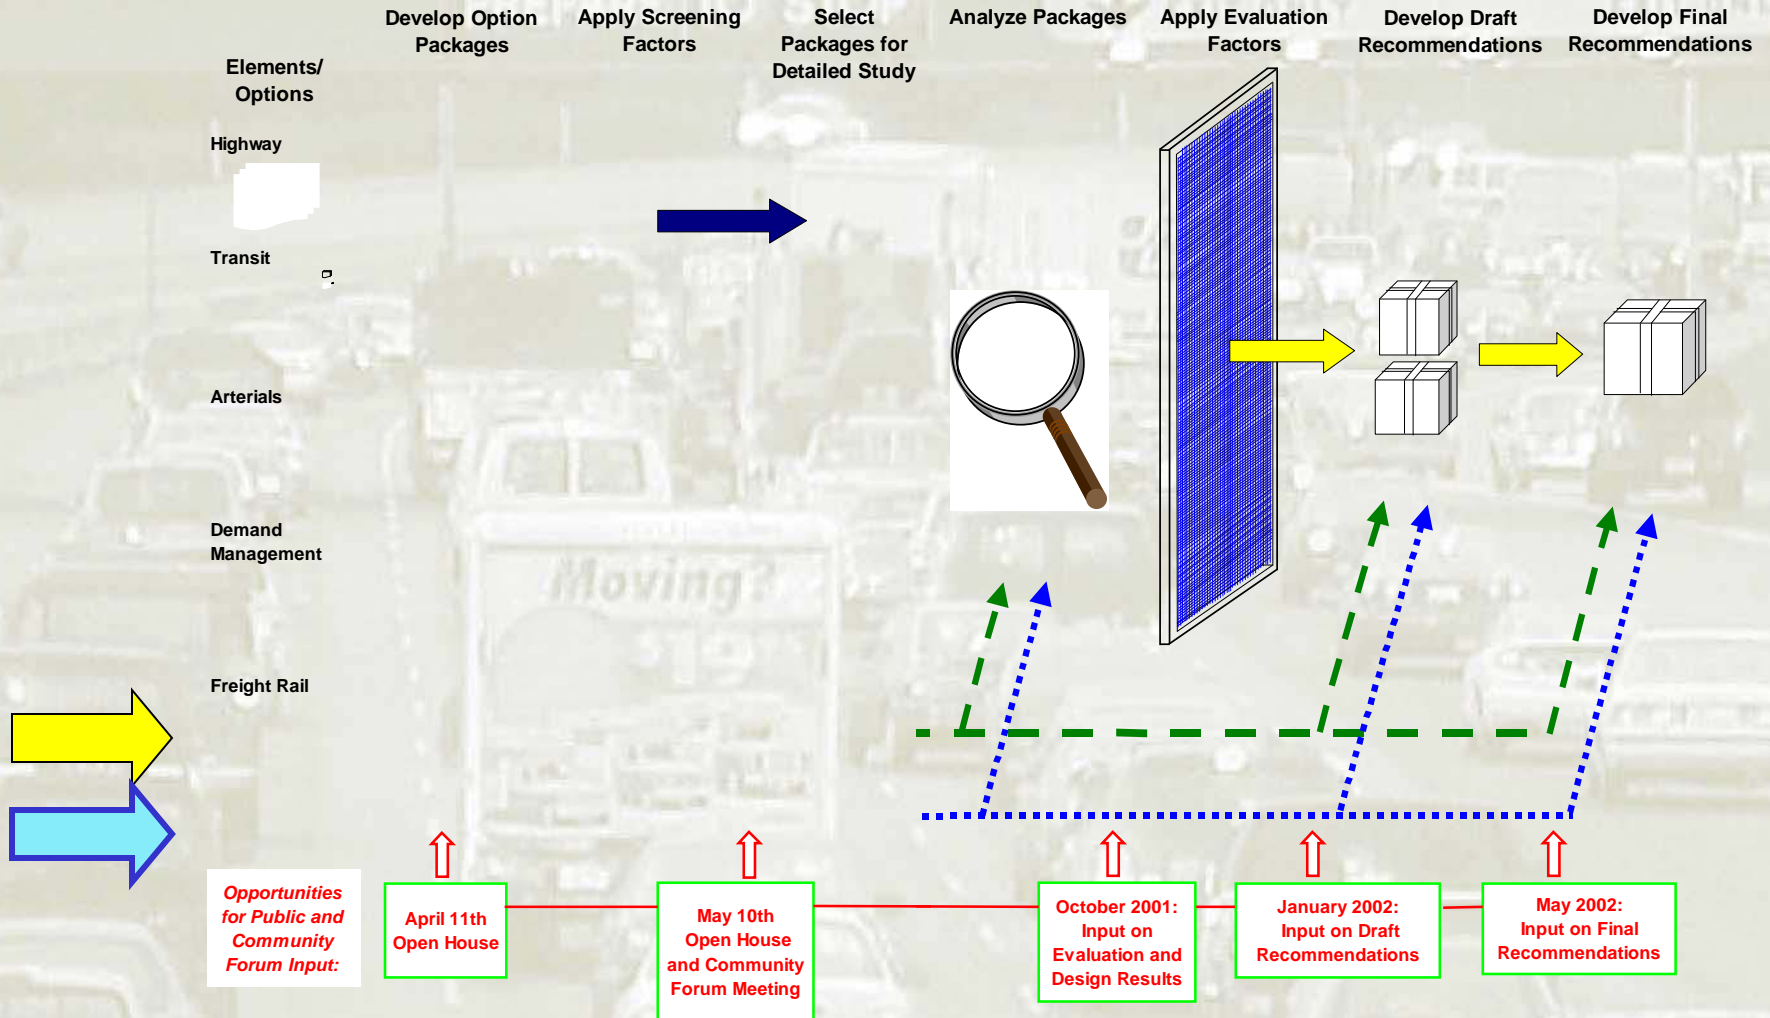 Develop Option
Packages
Apply Screening
Factors
Select
Packages for
Detailed Study
Analyze Packages
Apply Evaluation
Factors
Develop Draft
Recommendations
Develop Final
Recommendations
Elements/
Options
Highway
Transit
Arterials
Demand
Management
Freight Rail
Moving?
Opportunities
for Public and
Community
Forum Input:
April 11th
Open House
May 10th
Open House
and Community
Forum Meeting
October 2001:
Input on
Evaluation and
Design Results
January 2002:
Input on Draft
Recommendations
May 2002:
Input on Final
Recommendations